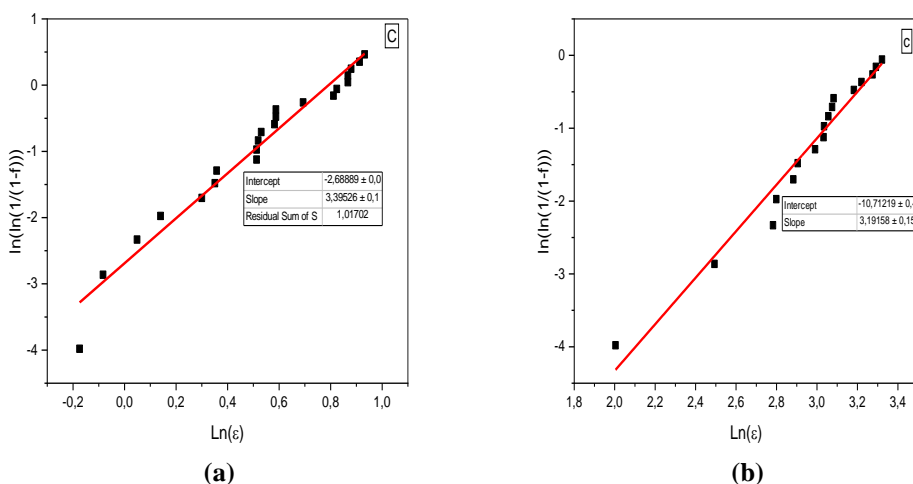 C
1
0
-1
-2
-3
-4
ln(ln(1/(1-f)))
Intercept -2,68889 ± 0,0
Slope 3,39526 ± 0,1
Residual Sum of S 1,01702
-0,2 0,0 0,2 0,4 0,6 0,8 1,0
Ln(ε)
(a)
C
1
0
-1
-2
-3
-4
ln(ln(1/(1-f)))
Intercept -10,71219 ± 0,4
Slope 3,19158 ± 0,15
1,8 2,0 2,2 2,4 2,6 2,8 3,0 3,2 3,4
Ln(ε)
(b)